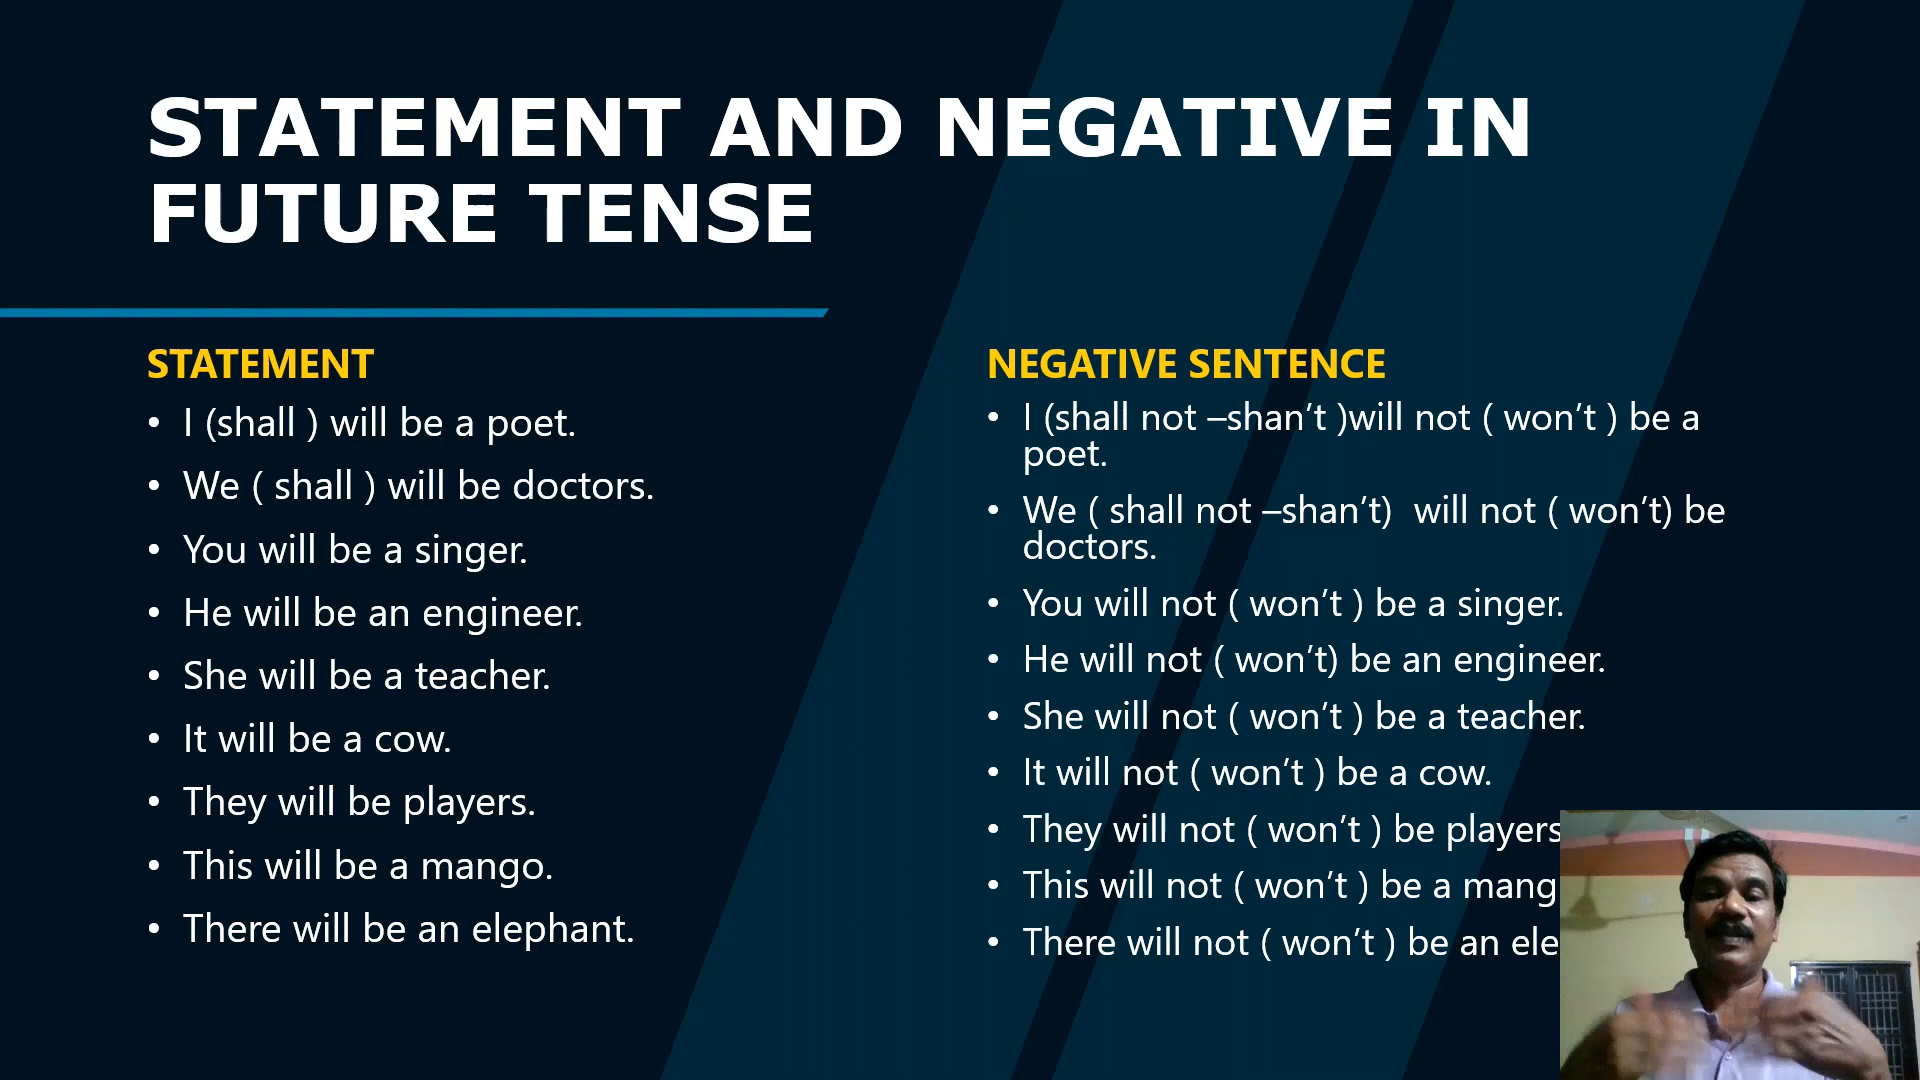 STATEMENT AND NEGATIVE IN
FUTURE TENSE
STATEMENT
• I (shall ) will be a poet.
• We ( shall ) will be doctors.
• You will be a singer.
• He will be an engineer.
• She will be a teacher.
• It will be a cow.
• They will be players.
• This will be a mango.
• There will be an elephant.
NEGATIVE SENTENCE
• I (shall not –shan’t )will not ( won’t ) be a
poet.
• We ( shall not –shan’t)  will not ( won’t) be
doctors.
• You will not ( won’t ) be a singer.
• He will not ( won’t) be an engineer.
• She will not ( won’t ) be a teacher.
• It will not ( won’t ) be a cow.
• They will not ( won’t ) be players
• This will not ( won’t ) be a
• There will not ( won’t ) be an